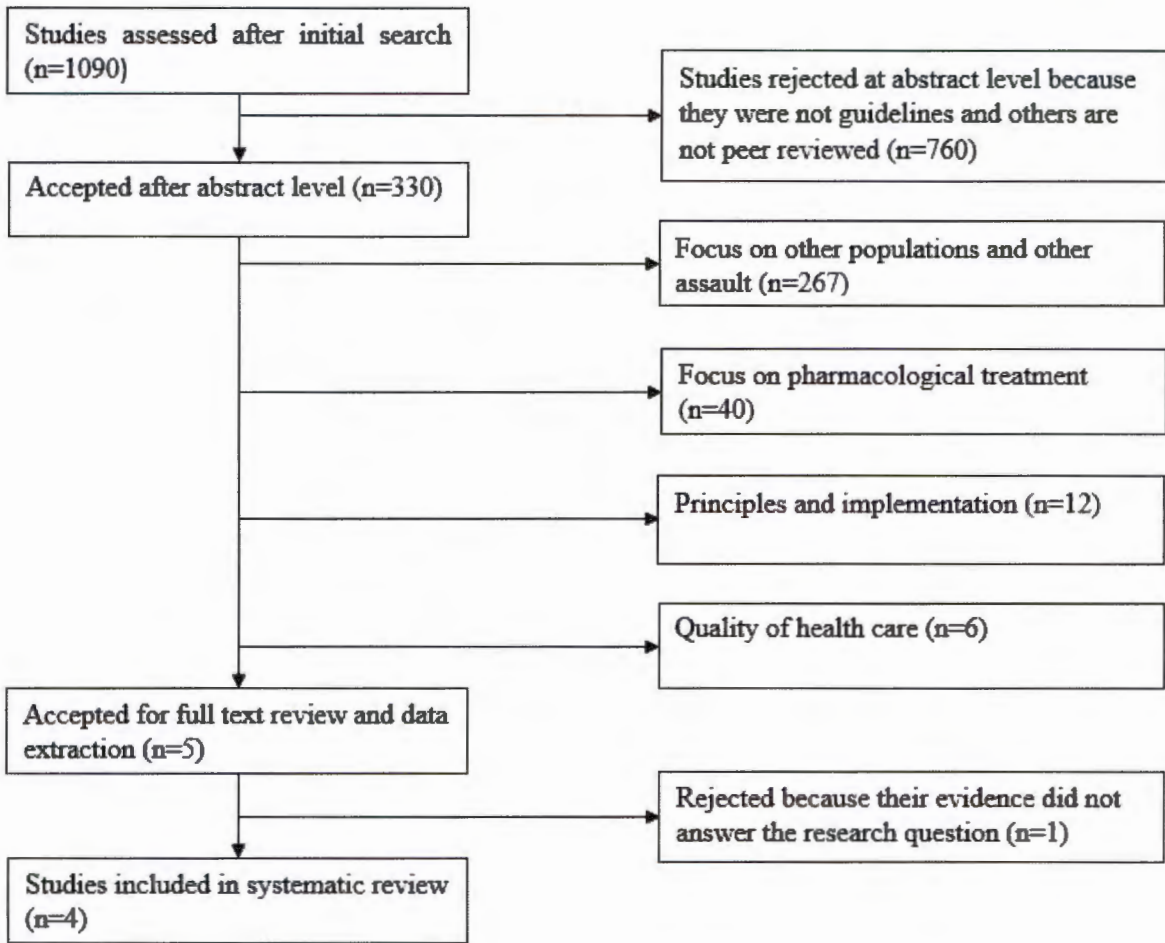 Studies assessed after initial search
(n=1090)
Studies rejected at abstract level because
they were not guidelines and others are
not peer reviewed (n=760)
Accepted after abstract level (n=330)
Focus on other populations and other
assault (n=267)
Focus on pharmacological treatment
(n=40)
Principles and implementation (n=12)
Quality of health care (n=6)
Accepted for full text review and data
extraction (n=5)
Rejected because their evidence did not
answer the research question (n=1)
Studies included in systematic review
(n=4)